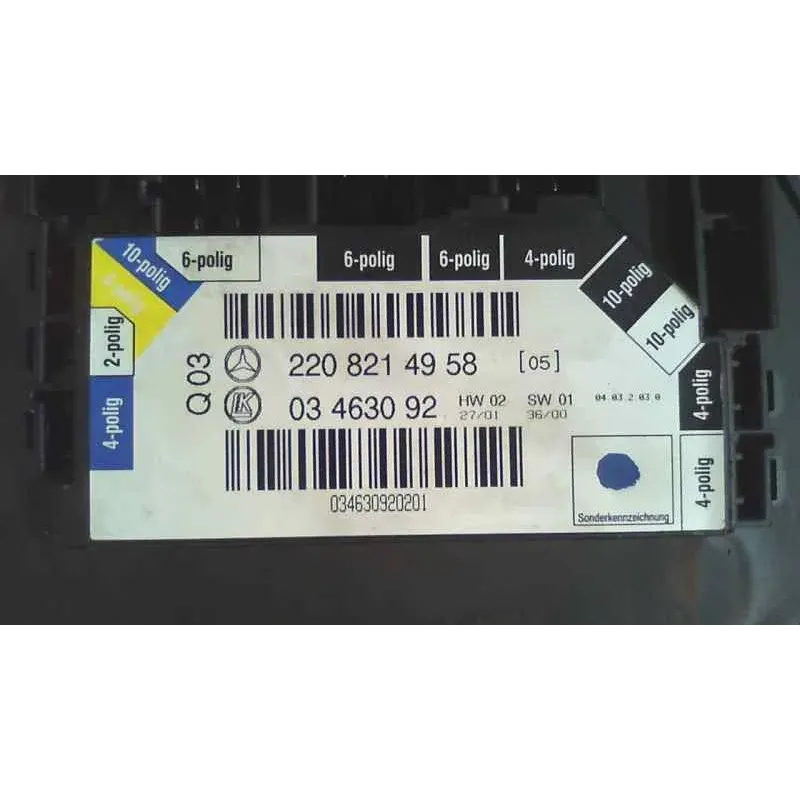 10-polig
6-polig
6-polig
6-polig
4-polig
10-polig
10-polig
2-polig
4-polig
Q 03
220 821 49 58 [05]
LK 03 4630 92 HW 02 SW 01 04 03 2 03 0
27/01 36/00
034630920201
Sonderkennzeichnung
4-polig
4-polig